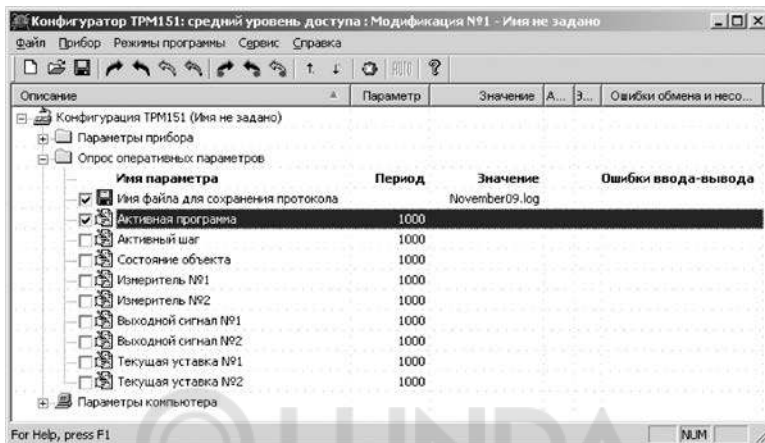 Конфигуратор ТРМ151: средний уровень доступа : Модификация №1 - Имя не задано
Файл Прибор Режимы программы Сервис Справка
AUTO ?
Описание Параметр Значение А... З... Ошибки обмена и несо...
Конфигурация ТРМ151 (Имя не задано)
Параметры прибора
Опрос оперативных параметров
Имя параметра Период Значение Ошибки ввода-вывода
Имя файла для сохранения протокола November09.log
Активная программа 1000
Активный шаг 1000
Состояние объекта 1000
Измеритель №1 1000
Измеритель №2 1000
Выходной сигнал №1 1000
Выходной сигнал №2 1000
Текущая уставка №1 1000
Текущая уставка №2 1000
Параметры компьютера
LUNDA
For Help, press F1 NUM